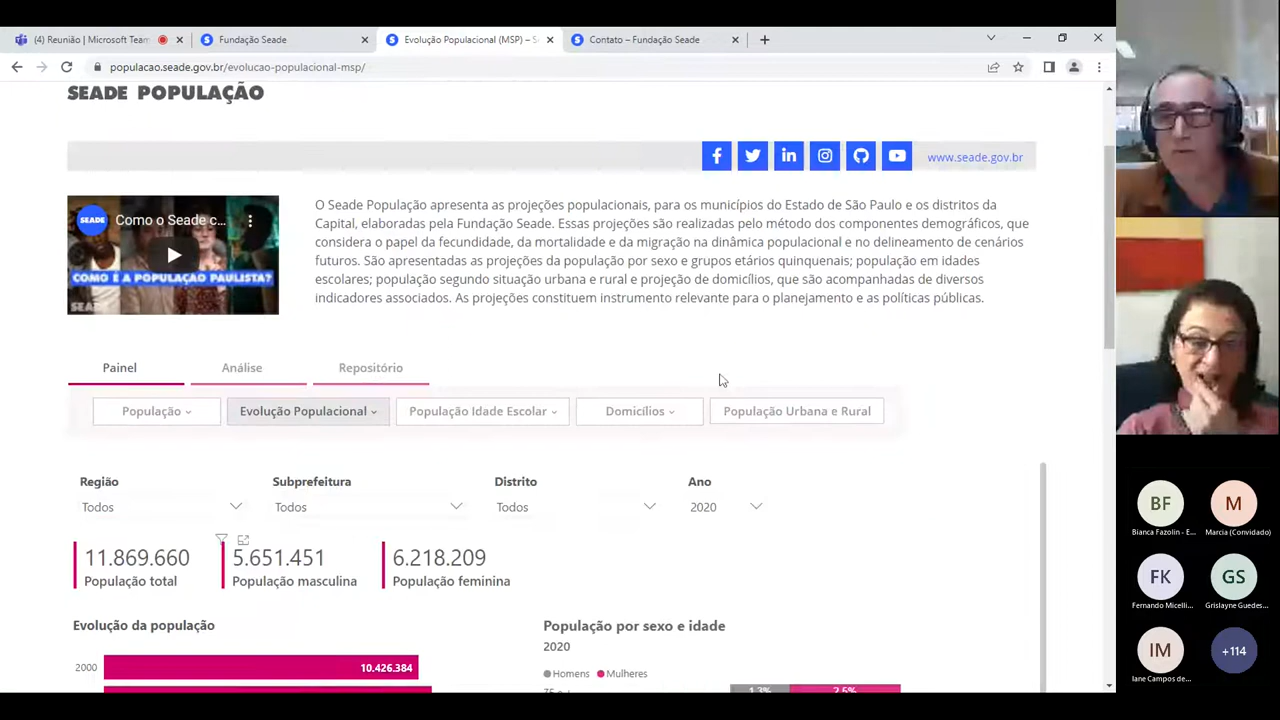 (4) Reunião | Microsoft Team
Fundação Seade
Evolução Populacional (MSP) – S
Contato – Fundação Seade
populacao.seade.gov.br/evolucao-populacional-msp/
SEADE POPULAÇÃO
www.seade.gov.br
SEADE
Como o Seade c...
COMO É A POPULAÇÃO PAULISTA?
SEADE
O Seade População apresenta as projeções populacionais, para os municípios do Estado de São Paulo e os distritos da
Capital, elaboradas pela Fundação Seade. Essas projeções são realizadas pelo método dos componentes demográficos, que
considera o papel da fecundidade, da mortalidade e da migração na dinâmica populacional e no delineamento de cenários
futuros. São apresentadas as projeções da população por sexo e grupos etários quinquenais; população em idades
escolares; população segundo situação urbana e rural e projeção de domicílios, que são acompanhadas de diversos
indicadores associados. As projeções constituem instrumento relevante para o planejamento e as políticas públicas.
Painel
Análise
Repositório
População
Evolução Populacional
População Idade Escolar
Domicílios
População Urbana e Rural
Região
Subprefeitura
Distrito
Ano
Todos
Todos
Todos
2020
11.869.660
5.651.451
6.218.209
População total
População masculina
População feminina
Evolução da população
População por sexo e idade
2020
Homens
Mulheres
2000
10.426.384
1,3%
2,5%
BF
M
Bianca Fazolin - E...
Marcia (Convidado)
FK
GS
Fernando Micelli...
Grislayne Guedes...
IM
+114
Iane Campos de...